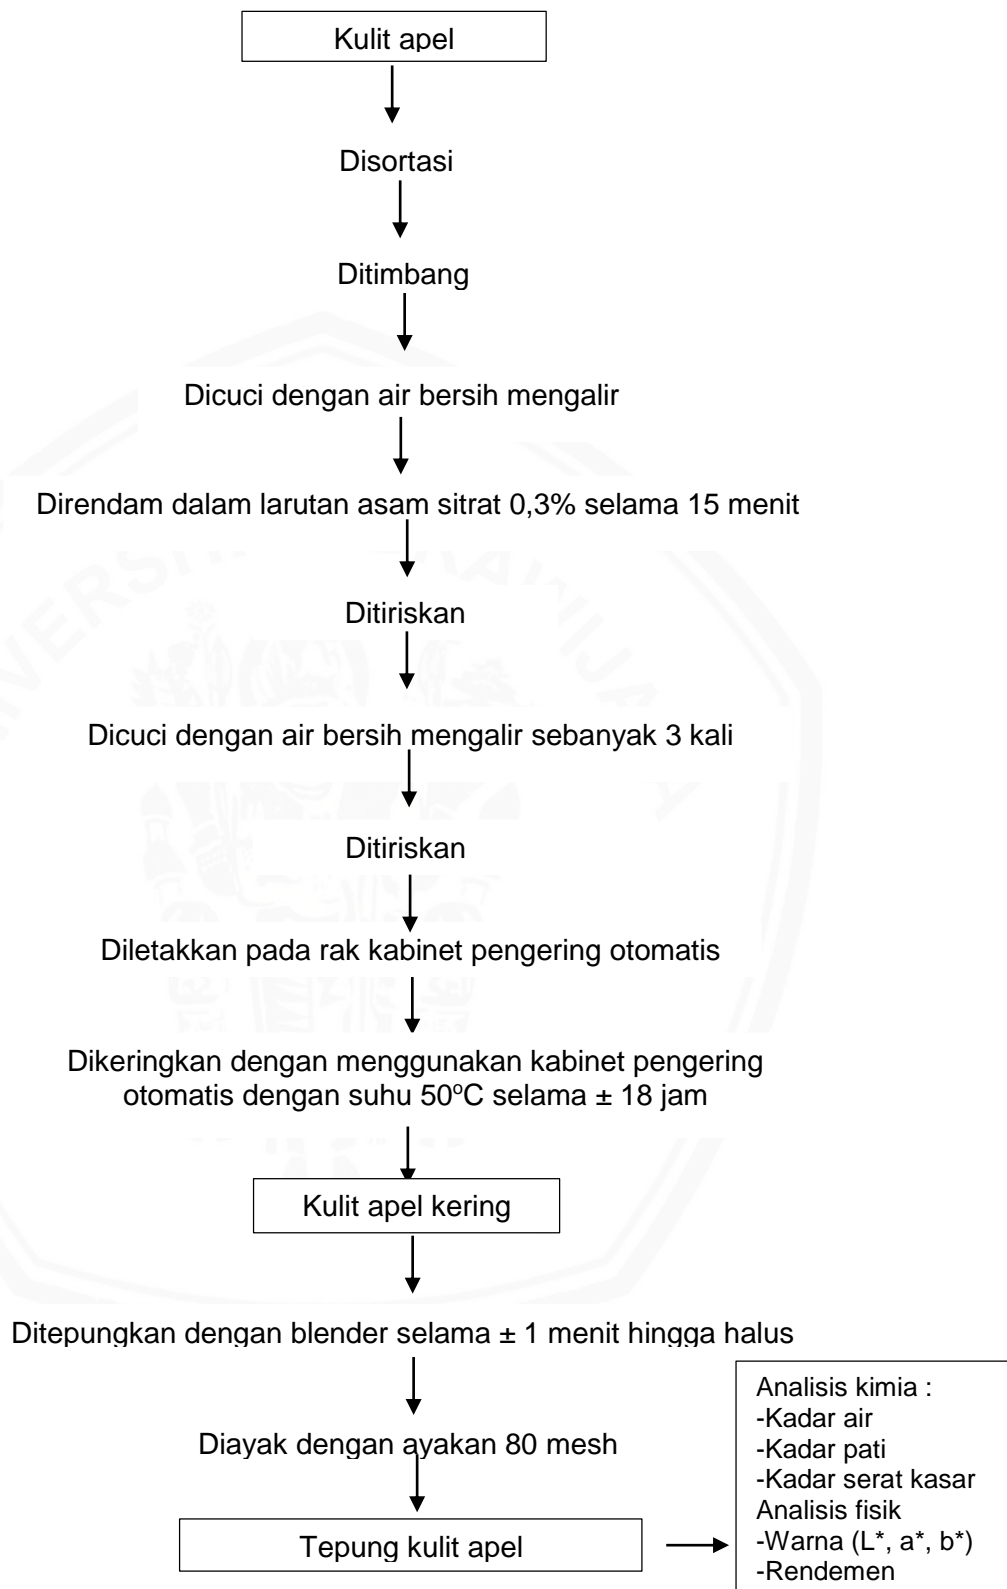 Kulit apel
Disortasi
Ditimbang
Dicuci dengan air bersih mengalir
Direndam dalam larutan asam sitrat 0,3% selama 15 menit
Ditiriskan
Dicuci dengan air bersih mengalir sebanyak 3 kali
Ditiriskan
Diletakkan pada rak kabinet pengering otomatis
Dikeringkan dengan menggunakan kabinet pengering
otomatis dengan suhu 50°C selama ± 18 jam
Kulit apel kering
Ditepungkan dengan blender selama ± 1 menit hingga halus
Diayak dengan ayakan 80 mesh
Tepung kulit apel
Analisis kimia :
-Kadar air
-Kadar pati
-Kadar serat kasar
Analisis fisik
-Warna (L*, a*, b*)
-Rendemen